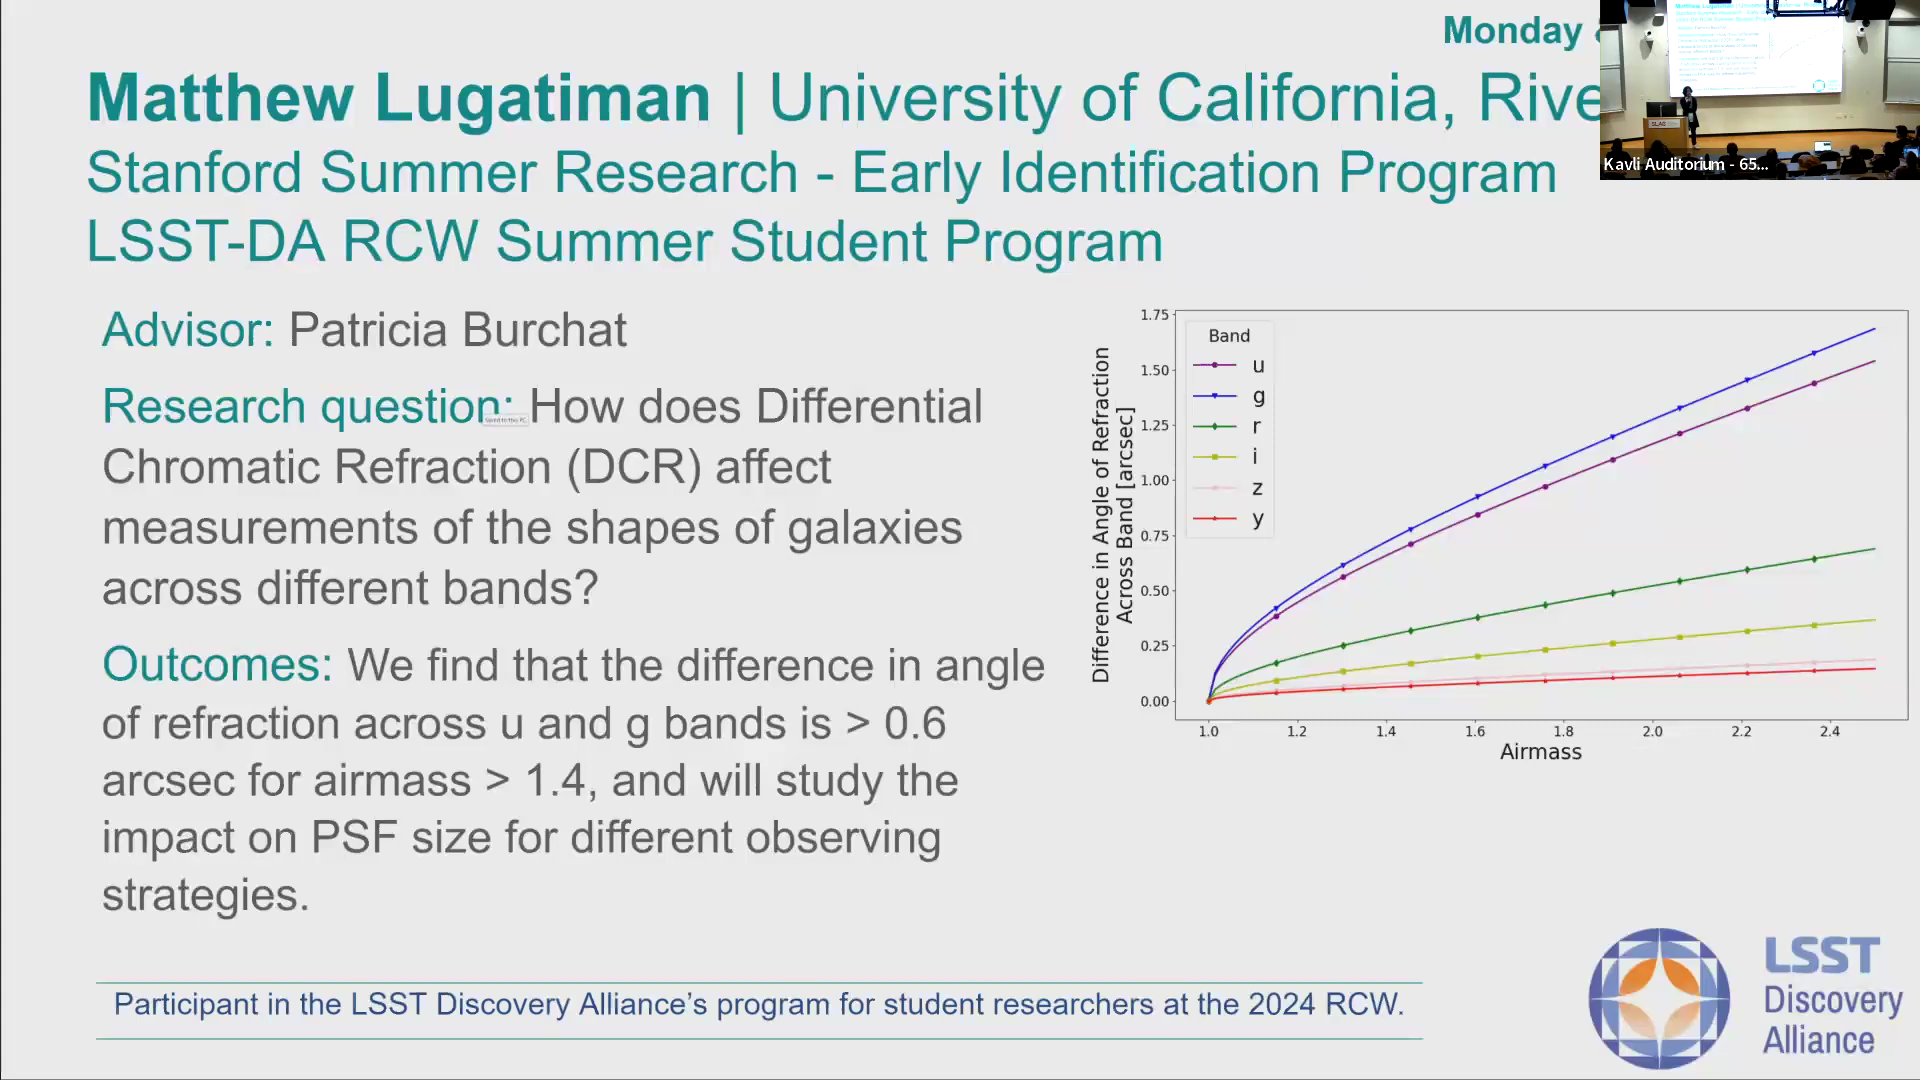 Monday
Matthew Lugatiman | University of California, Rive
Stanford Summer Research - Early Identification Program
LSST-DA RCW Summer Student Program
Kavli Auditorium - 65...
Advisor: Patricia Burchat
Research question: How does Differential
Chromatic Refraction (DCR) affect
measurements of the shapes of galaxies
across different bands?
Outcomes: We find that the difference in angle
of refraction across u and g bands is > 0.6
arcsec for airmass > 1.4, and will study the
impact on PSF size for different observing
strategies.
Difference in Angle of Refraction
Across Band [arcsec]
1.75
1.50
1.25
1.00
0.75
0.50
0.25
0.00
Band
u
g
r
i
z
y
1.0 1.2 1.4 1.6 1.8 2.0 2.2 2.4
Airmass
Participant in the LSST Discovery Alliance’s program for student researchers at the 2024 RCW.
LSST
Discovery
Alliance